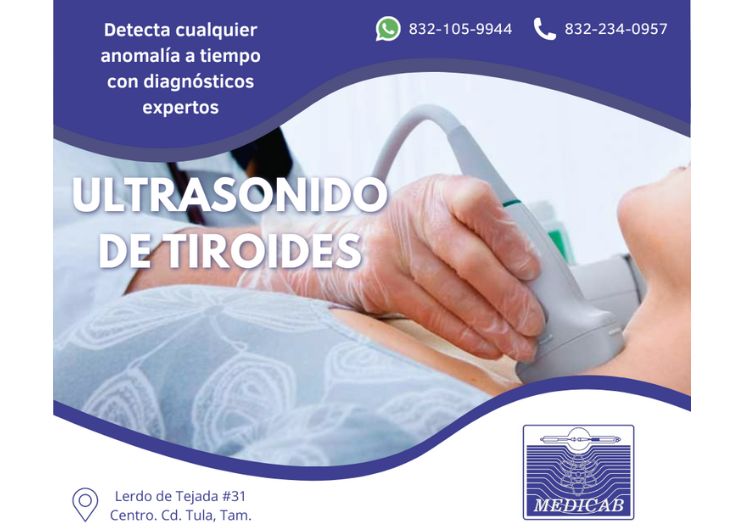 Detecta cualquier
anomalía a tiempo
con diagnósticos
expertos
832-105-9944
832-234-0957
ULTRASONIDO
DE TIROIDES
MEDICAB
Lerdo de Tejada #31
Centro. Cd. Tula, Tam.